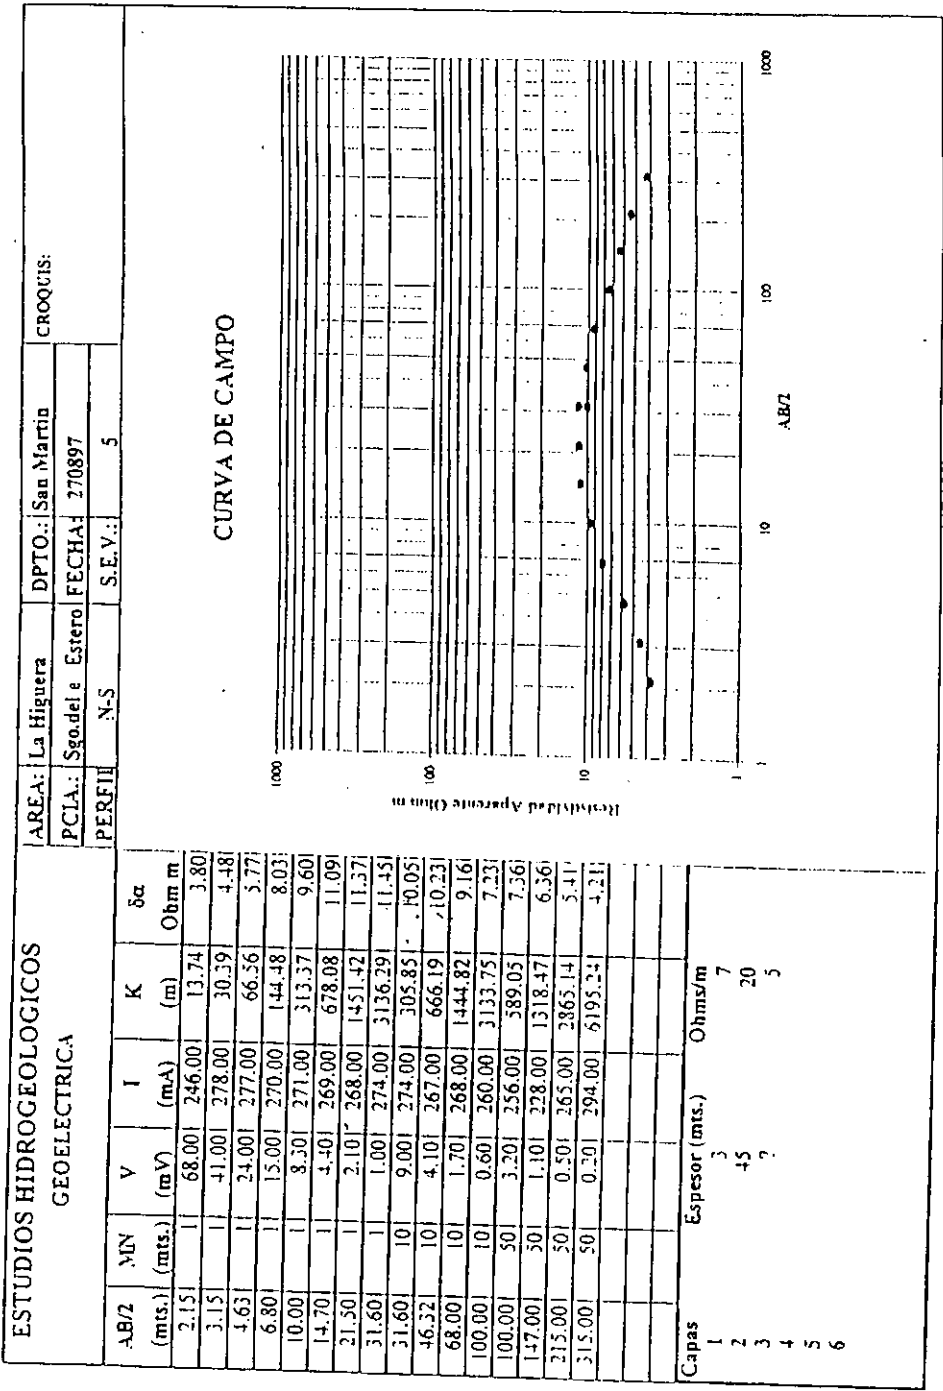 ESTUDIOS HIDROGEOLOGICOS
GEOELECTRICA
AREA: La Higuera DPTO.: San Martin CROQUIS:
PCIA.: Sgo.del e Estero FECHA: 270897
PERFIL N-S S.E.V.: 5
AB/2 MN V I K δα
(mts.) (mts.) (mV) (mA) (m) Ohm m
2.15 1 68.00 246.00 13.74 3.80
3.15 1 41.00 278.00 30.39 4.48
4.63 1 24.00 277.00 66.56 5.77
6.80 1 15.00 270.00 144.48 8.03
10.00 1 8.30 271.00 313.37 9.60
14.70 1 4.40 269.00 678.08 11.09
21.50 1 2.10 268.00 1451.42 11.37
31.60 1 1.00 274.00 3136.29 11.45
31.60 10 9.00 274.00 305.85 10.05
46.32 10 4.10 267.00 666.19 10.23
68.00 10 1.70 268.00 1444.82 9.16
100.00 10 0.60 260.00 3133.75 7.23
100.00 50 3.20 256.00 589.05 7.36
147.00 50 1.10 228.00 1318.47 6.36
215.00 50 0.50 265.00 2865.14 5.41
315.00 50 0.20 294.00 6195.24 4.21
Capas Espesor (mts.) Ohms/m
1 3 7
2 45 20
3 ? 5
4
5
6
CURVA DE CAMPO
Resistividad Aparente Ohm m
1000
100
10
1
1
10
100
1000
AB/2